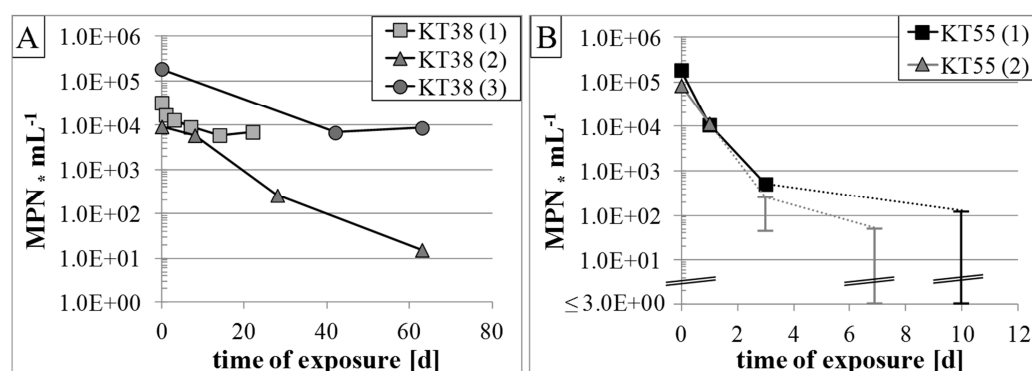 A
KT38 (1)
KT38 (2)
KT38 (3)
MPN * mL-1
1.0E+06
1.0E+05
1.0E+04
1.0E+03
1.0E+02
1.0E+01
1.0E+00
0 20 40 60 80
time of exposure [d]
B
KT55 (1)
KT55 (2)
MPN * mL-1
1.0E+06
1.0E+05
1.0E+04
1.0E+03
1.0E+02
1.0E+01
≤3.0E+00
0 2 4 6 8 10 12
time of exposure [d]